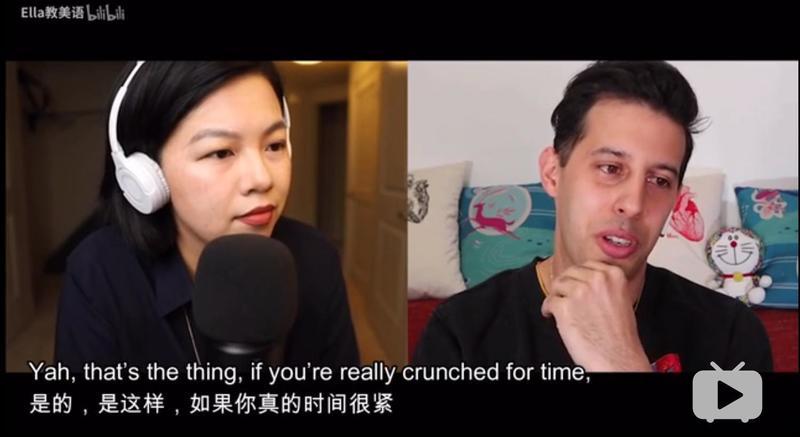 Ella教美语 bilibili
Yah, that's the thing, if you're really crunched for time,
是的，是这样，如果你真的时间很紧